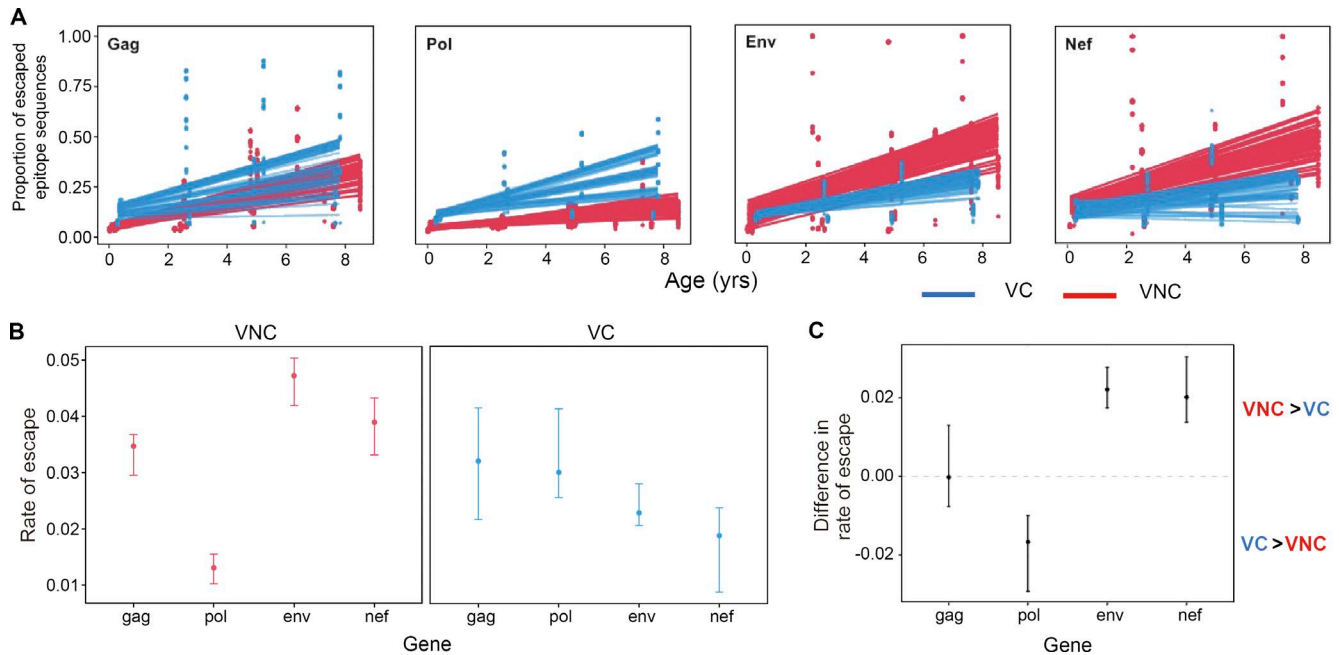 A
Proportion of escaped
epitope sequences
1.00
0.75
0.50
0.25
0.00
Gag
Pol
Env
Nef
0 2 4 6 8
0 2 4 6 8
0 2 4 6 8
0 2 4 6 8
Age (yrs)
VC
VNC
B
VNC
VC
Rate of escape
0.05
0.04
0.03
0.02
0.01
gag pol env nef
gag pol env nef
Gene
C
Difference in
rate of escape
0.02
0.00
-0.02
VNC >VC
VC >VNC
gag pol env nef
Gene